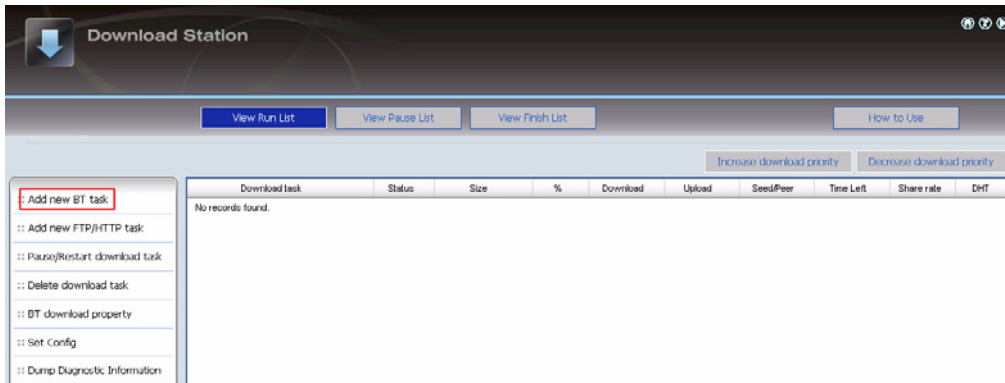 Download Station
View Run List View Pause List View Finish List How to Use
Increase download priority Decrease download priority
:: Add new BT task
:: Add new FTP/HTTP task
:: Pause/Restart download task
:: Delete download task
:: BT download property
:: Set Config
:: Dump Diagnostic Information
Download task Status Size % Download Upload Seed/Peer Time Left Share rate DHT
No records found.